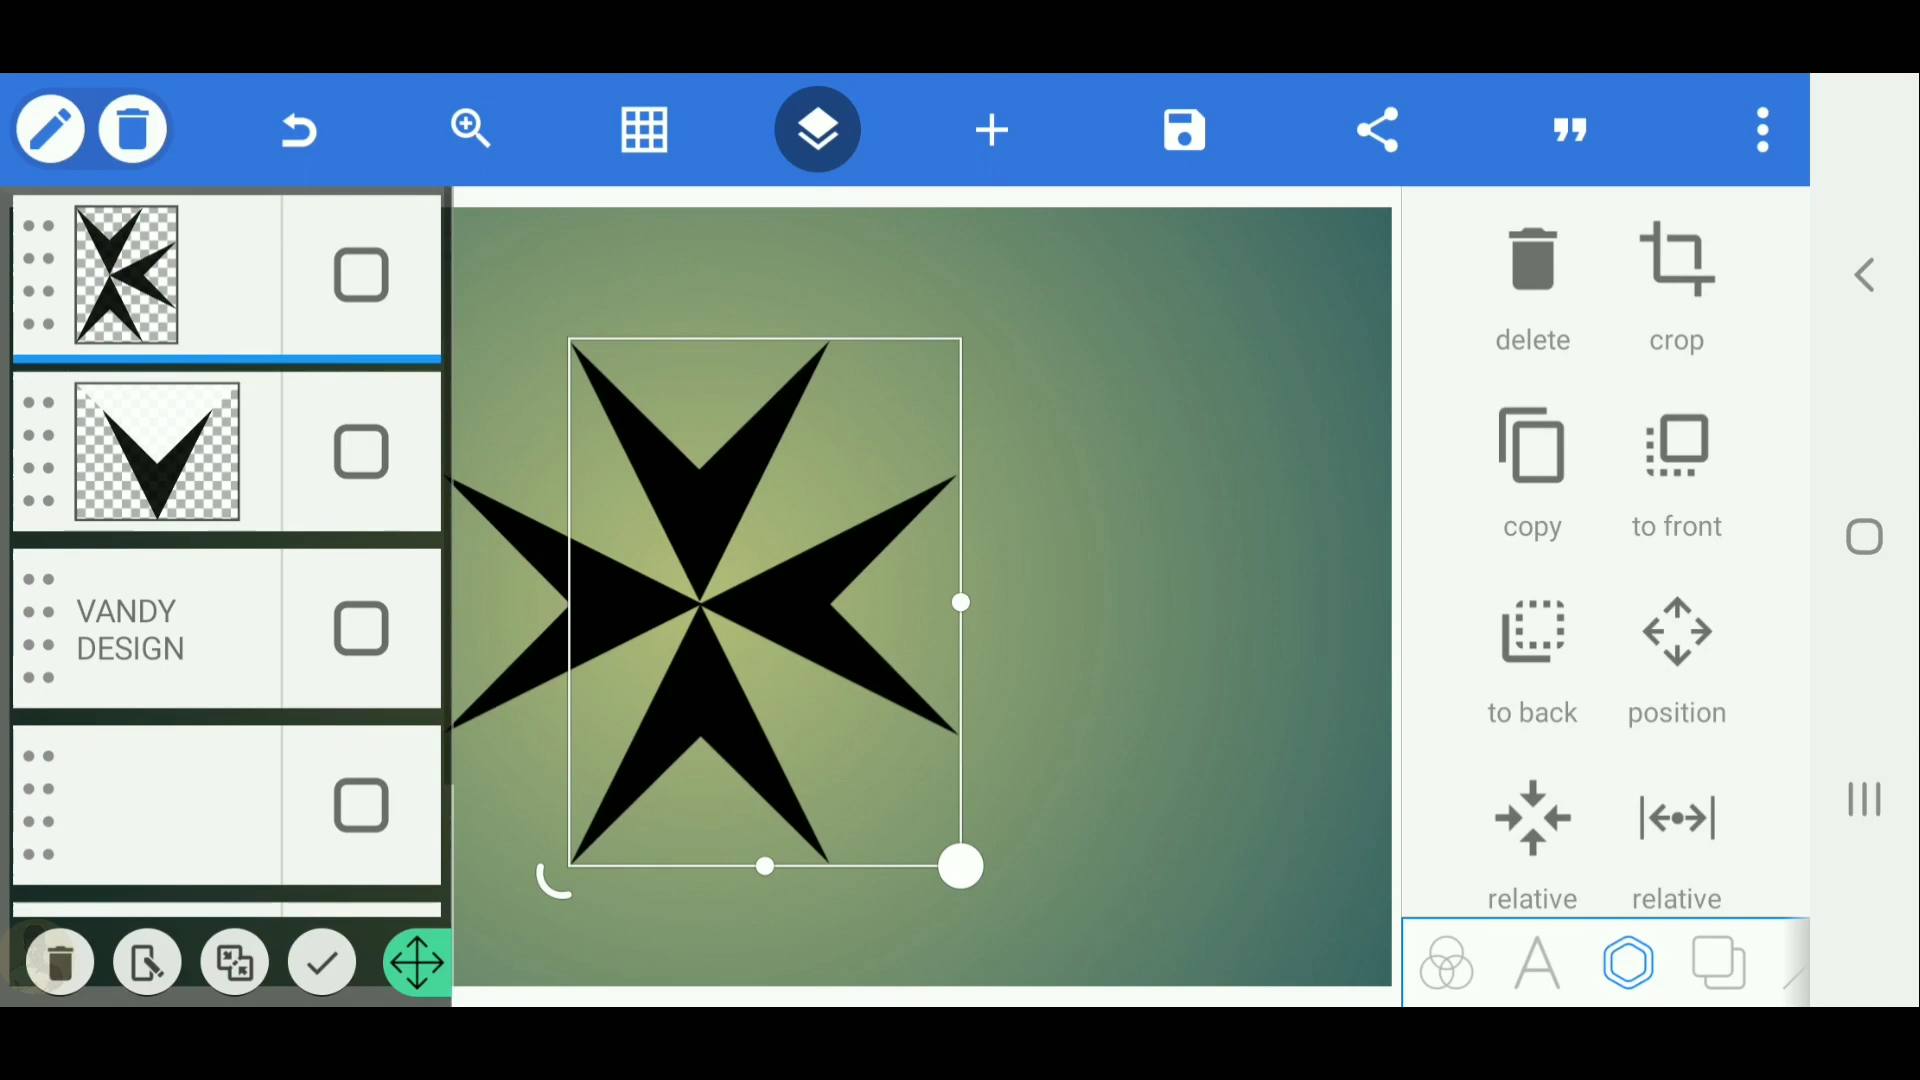 VANDY
DESIGN
delete
crop
copy
to front
to back
position
relative
relative